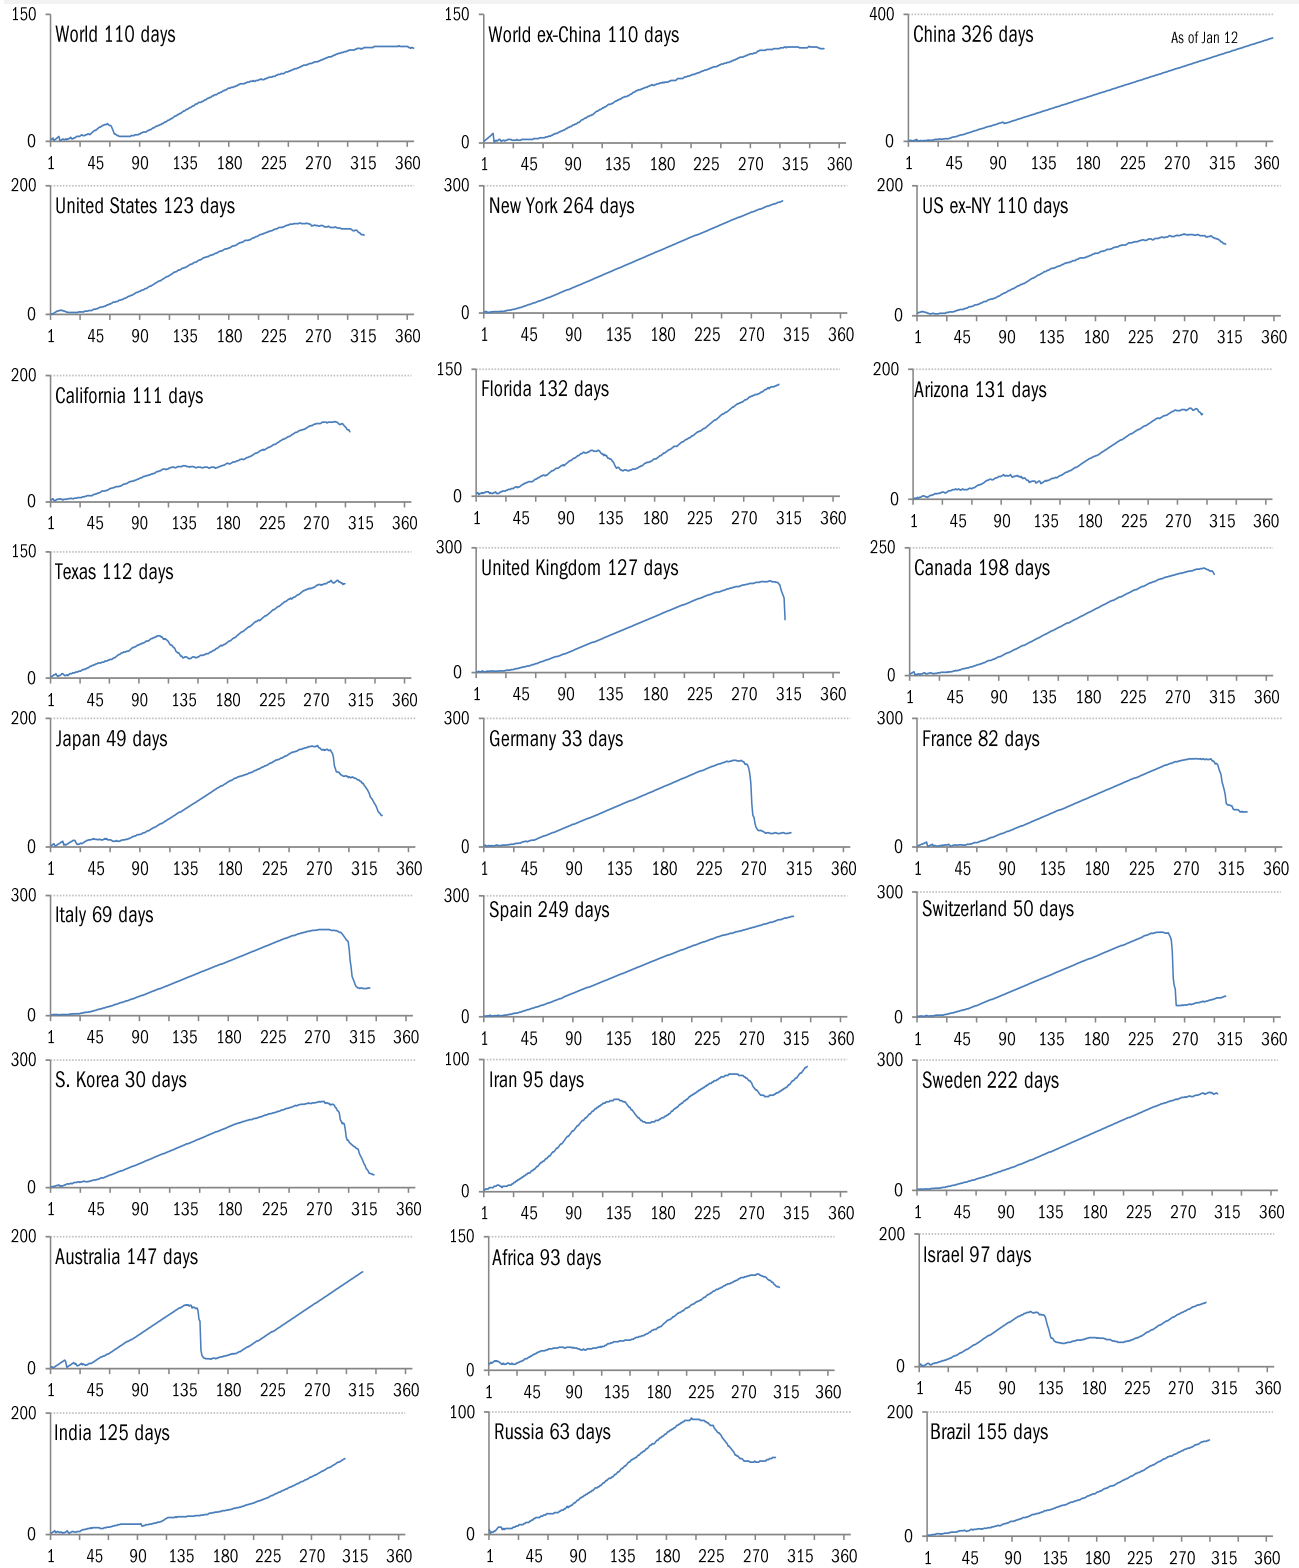 150
World 110 days
0
1 45 90 135 180 225 270 315 360
150
World ex-China 110 days
0
1 45 90 135 180 225 270 315 360
400
China 326 days
As of Jan 12
0
1 45 90 135 180 225 270 315 360
200
United States 123 days
0
1 45 90 135 180 225 270 315 360
300
New York 264 days
0
1 45 90 135 180 225 270 315 360
200
US ex-NY 110 days
0
1 45 90 135 180 225 270 315 360
200
California 111 days
0
1 45 90 135 180 225 270 315 360
150
Florida 132 days
0
1 45 90 135 180 225 270 315 360
200
Arizona 131 days
0
1 45 90 135 180 225 270 315 360
150
Texas 112 days
0
1 45 90 135 180 225 270 315 360
300
United Kingdom 127 days
0
1 45 90 135 180 225 270 315 360
250
Canada 198 days
0
1 45 90 135 180 225 270 315 360
200
Japan 49 days
0
1 45 90 135 180 225 270 315 360
300
Germany 33 days
0
1 45 90 135 180 225 270 315 360
300
France 82 days
0
1 45 90 135 180 225 270 315 360
300
Italy 69 days
0
1 45 90 135 180 225 270 315 360
300
Spain 249 days
0
1 45 90 135 180 225 270 315 360
300
Switzerland 50 days
0
1 45 90 135 180 225 270 315 360
300
S. Korea 30 days
0
1 45 90 135 180 225 270 315 360
100
Iran 95 days
0
1 45 90 135 180 225 270 315 360
300
Sweden 222 days
0
1 45 90 135 180 225 270 315 360
200
Australia 147 days
0
1 45 90 135 180 225 270 315 360
150
Africa 93 days
0
1 45 90 135 180 225 270 315 360
200
Israel 97 days
0
1 45 90 135 180 225 270 315 360
200
India 125 days
0
1 45 90 135 180 225 270 315 360
100
Russia 63 days
0
1 45 90 135 180 225 270 315 360
200
Brazil 155 days
0
1 45 90 135 180 225 270 315 360